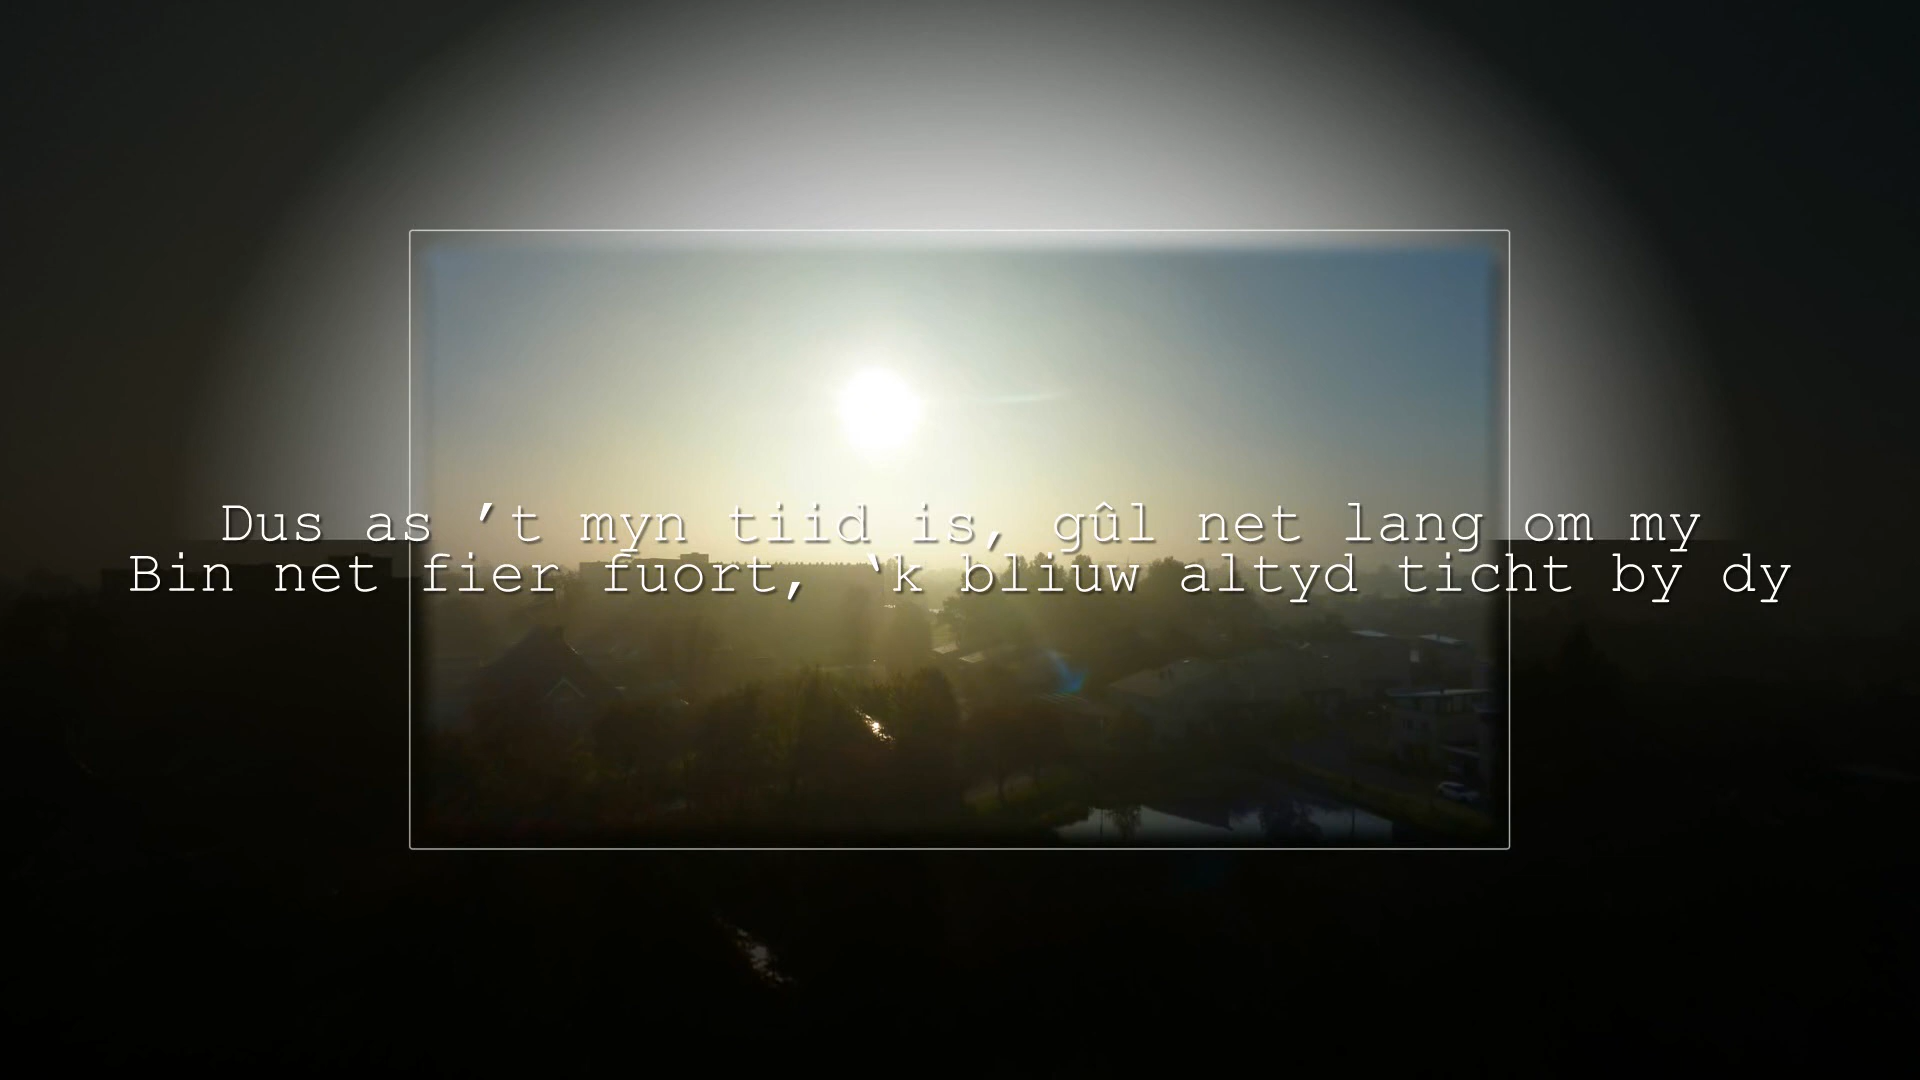 Dus as ’t myn tiid is, gûl net lang om my
Bin net fier fuort, ‘k bliuw altyd ticht by dy